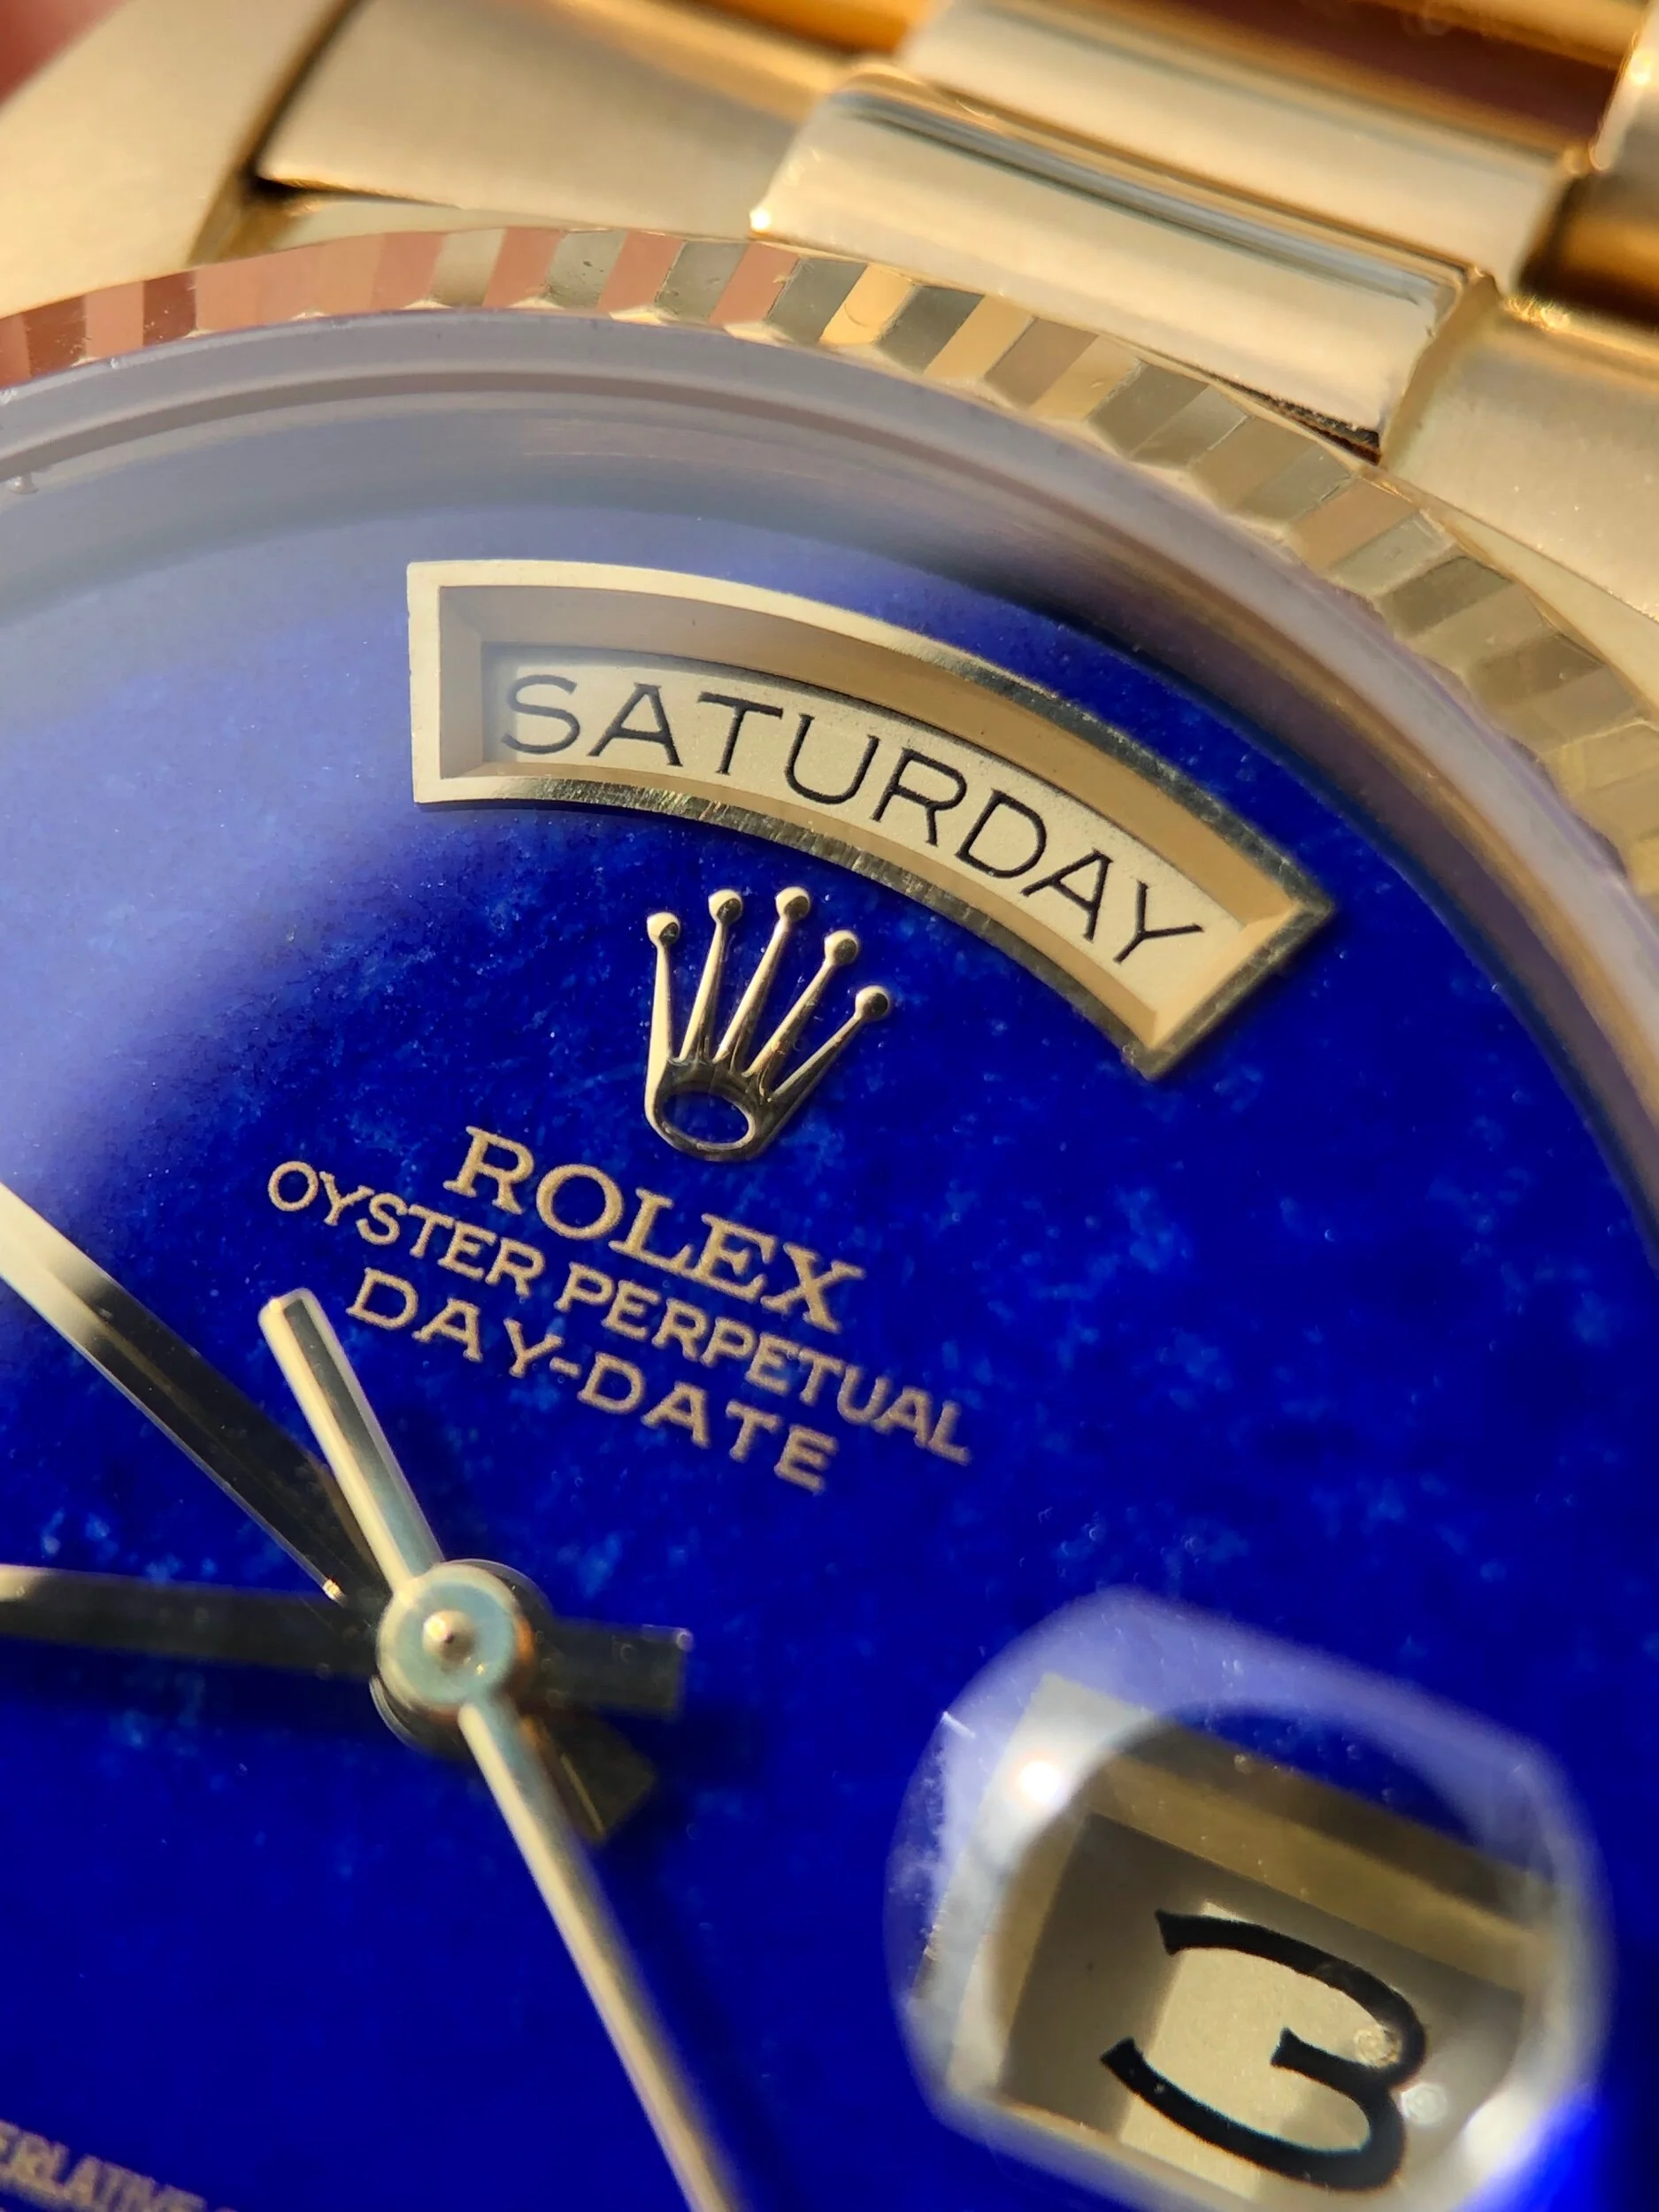 SATURDAY
ROLEX
OYSTER PERPETUAL
DAY-DATE
3